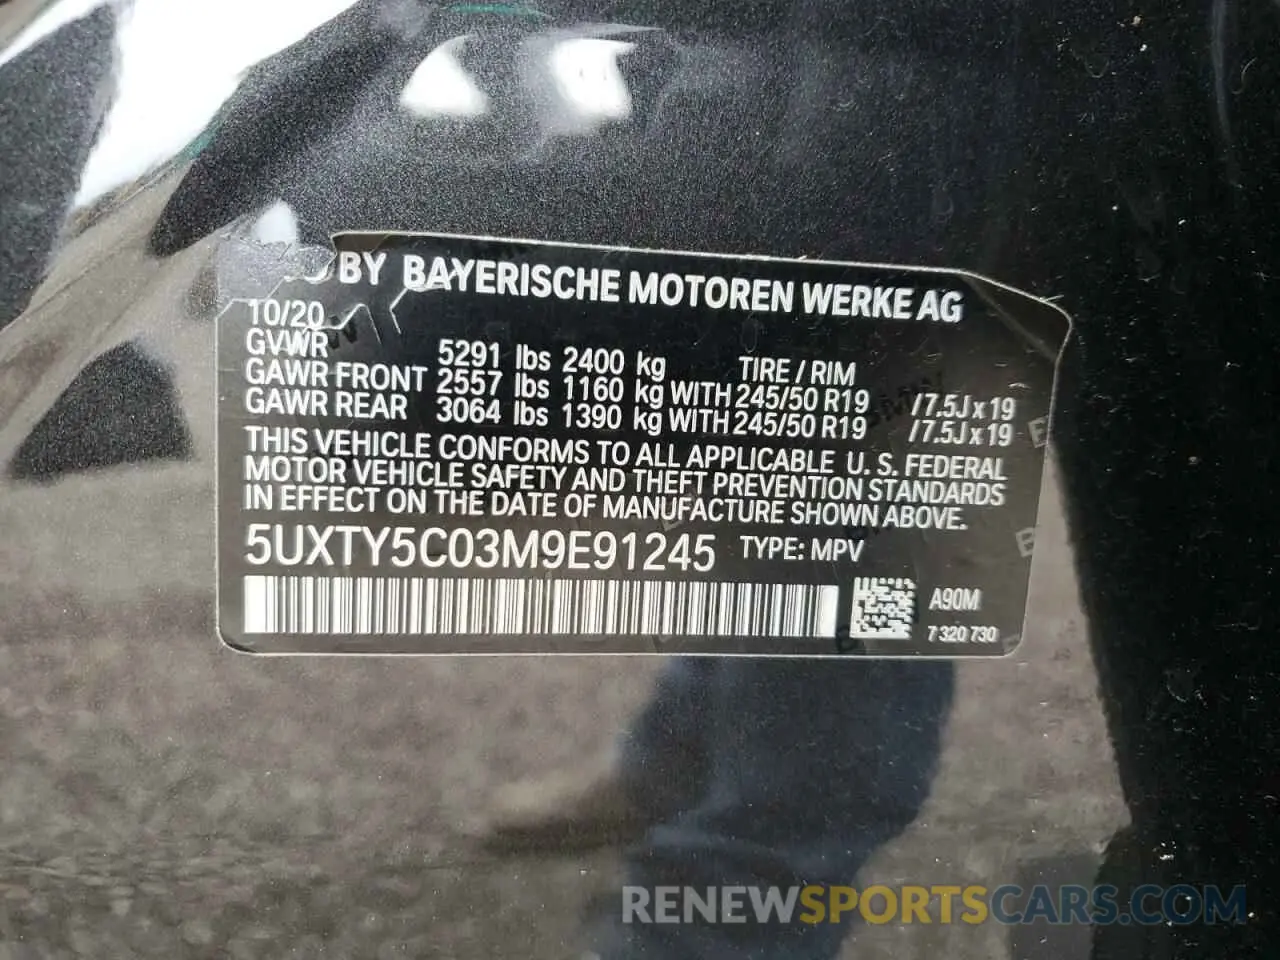 BY BAYERISCHE MOTOREN WERKE AG
10/20
GVWR 5291 lbs 2400 kg TIRE / RIM
GAWR FRONT 2557 lbs 1160 kg WITH 245/50 R19 /7.5J x 19
GAWR REAR 3064 lbs 1390 kg WITH 245/50 R19 /7.5J x 19
THIS VEHICLE CONFORMS TO ALL APPLICABLE U. S. FEDERAL
MOTOR VEHICLE SAFETY AND THEFT PREVENTION STANDARDS
IN EFFECT ON THE DATE OF MANUFACTURE SHOWN ABOVE.
5UXTY5C03M9E91245 TYPE: MPV
A90M
7 320 730
RENEWSPORTSCARS.COM